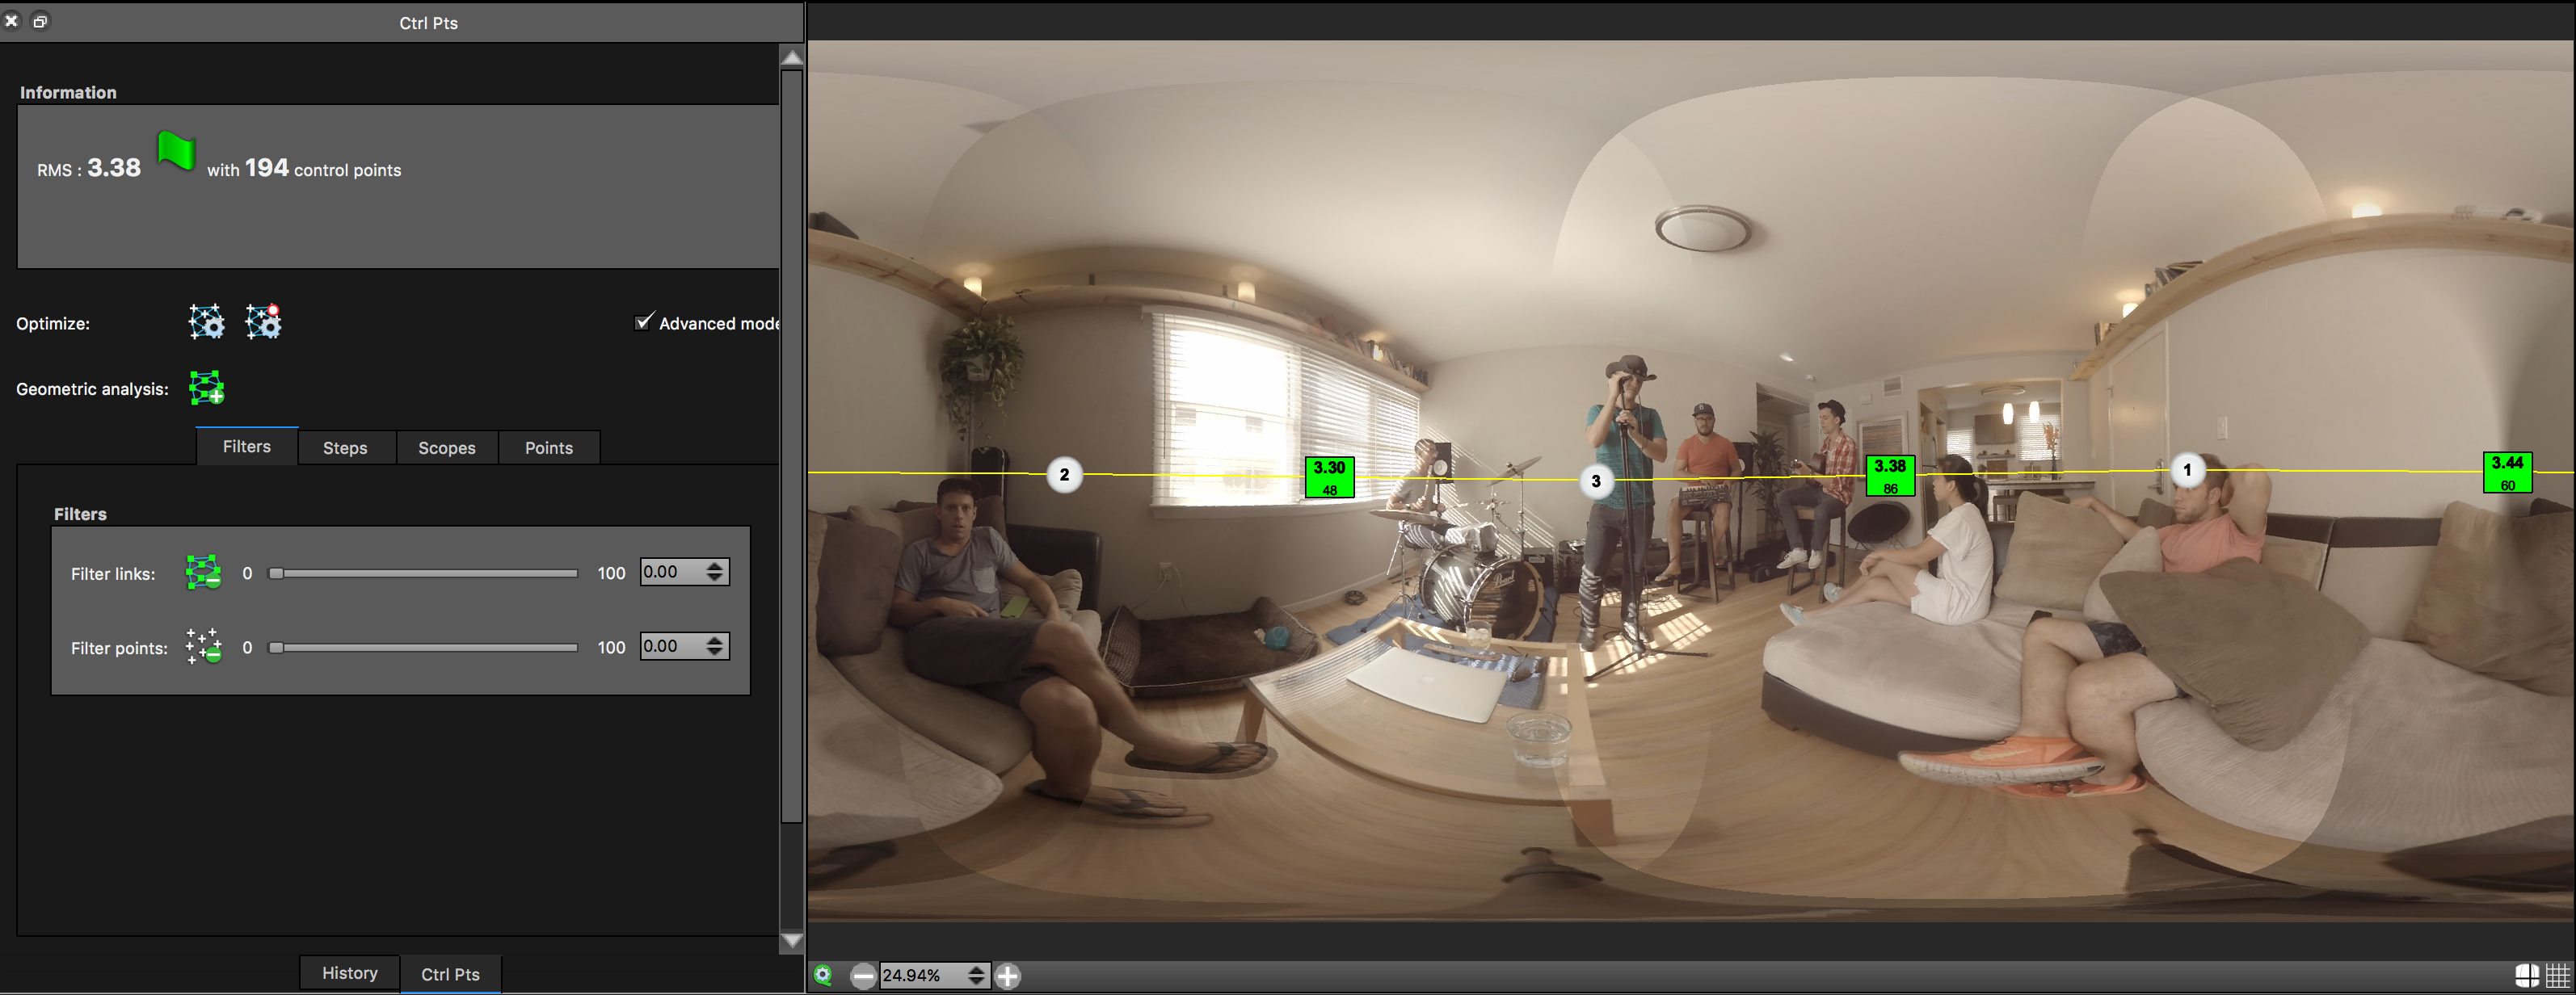 Ctrl Pts
Information
RMS : 3.38 with 194 control points
Optimize:
Advanced mode
Geometric analysis:
Filters Steps Scopes Points
Filters
Filter links: 0 100 0.00
Filter points: 0 100 0.00
History Ctrl Pts
2
3.30
48
3
3.38
86
1
3.44
60
24.94%